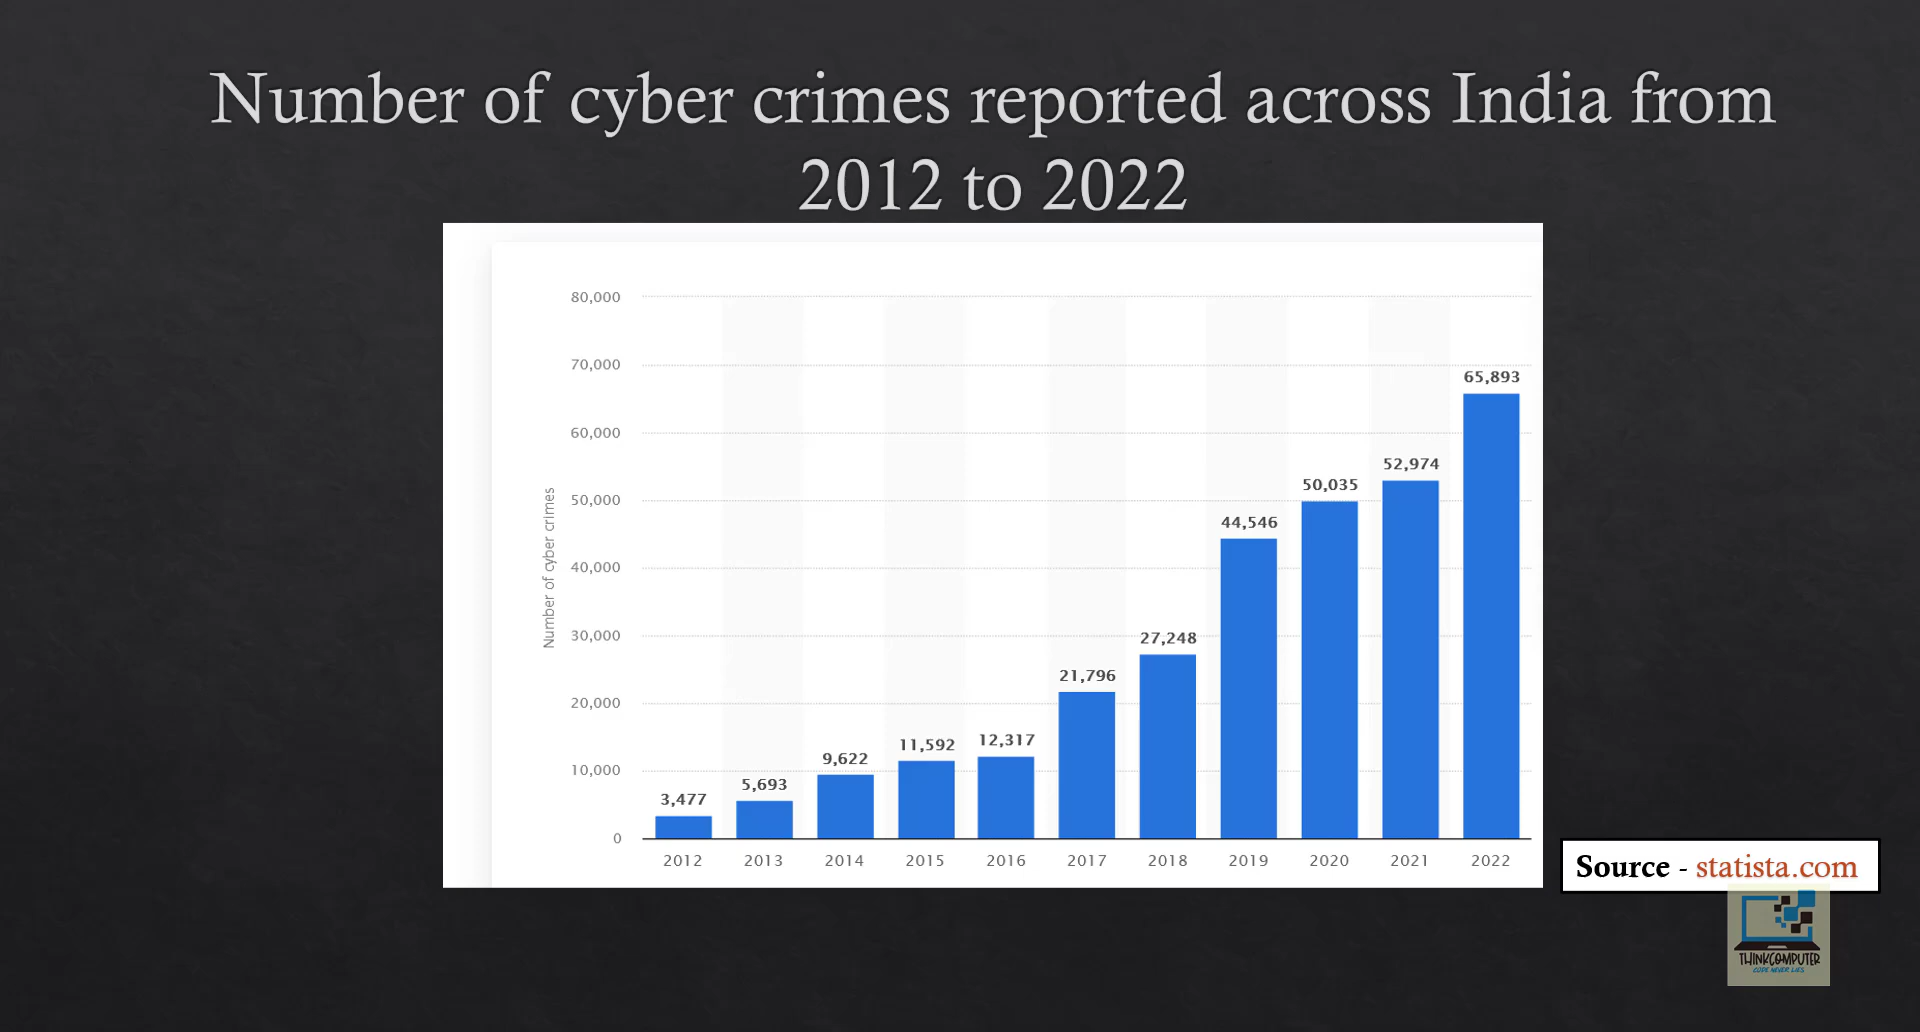 Number of cyber crimes reported across India from
2012 to 2022
80,000
70,000
60,000
50,000
40,000
30,000
20,000
10,000
0
Number of cyber crimes
3,477
5,693
9,622
11,592
12,317
21,796
27,248
44,546
50,035
52,974
65,893
2012 2013 2014 2015 2016 2017 2018 2019 2020 2021 2022
Source - statista.com
THINKCOMPUTER
CODE NEVER LIES